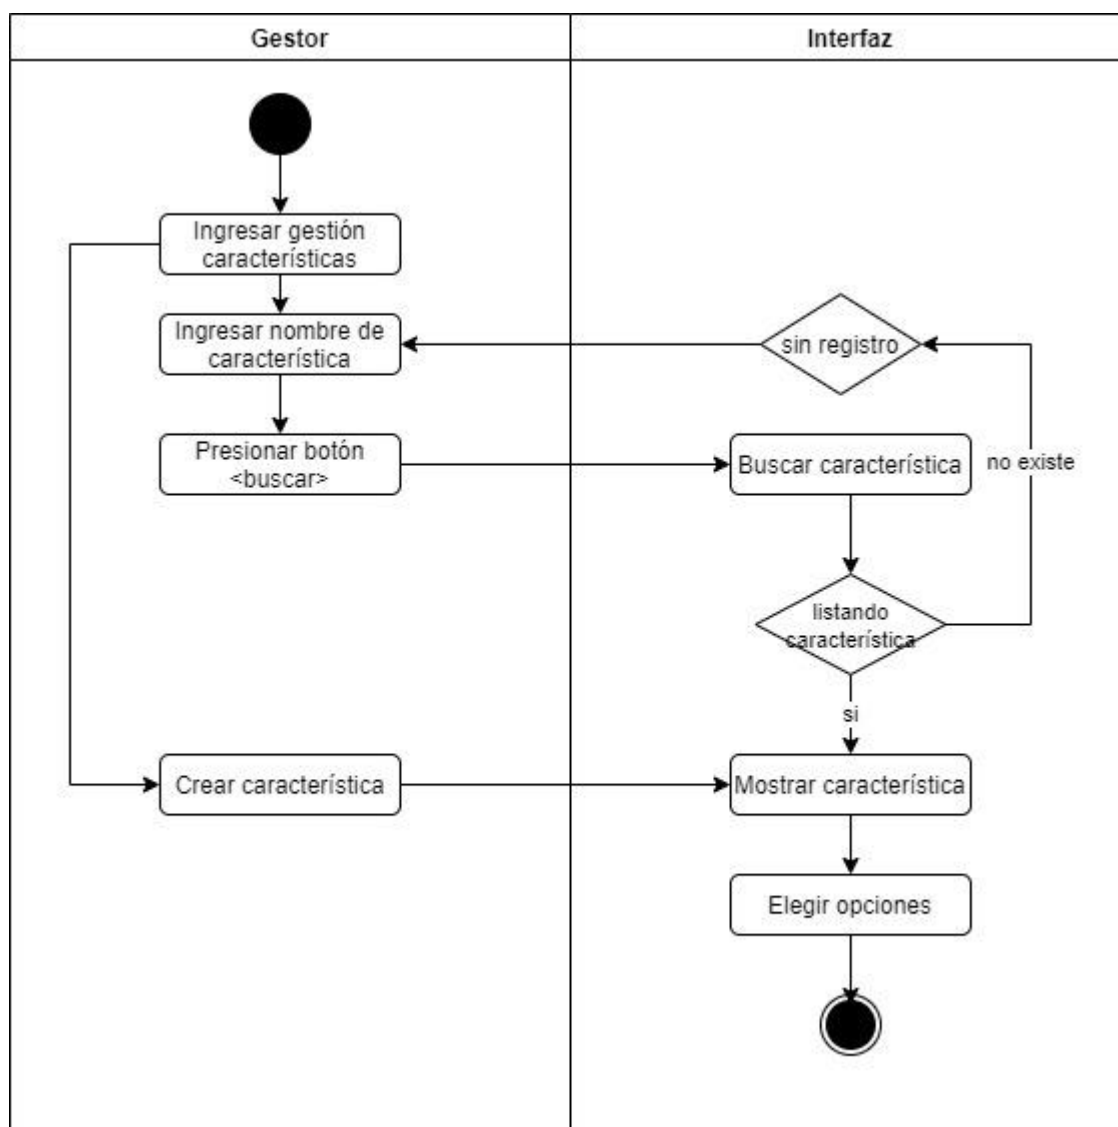 Gestor
Interfaz
Ingresar gestión
características
Ingresar nombre de
característica
sin registro
Presionar botón
<buscar>
Buscar característica
no existe
listando
característica
si
Crear característica
Mostrar característica
Elegir opciones